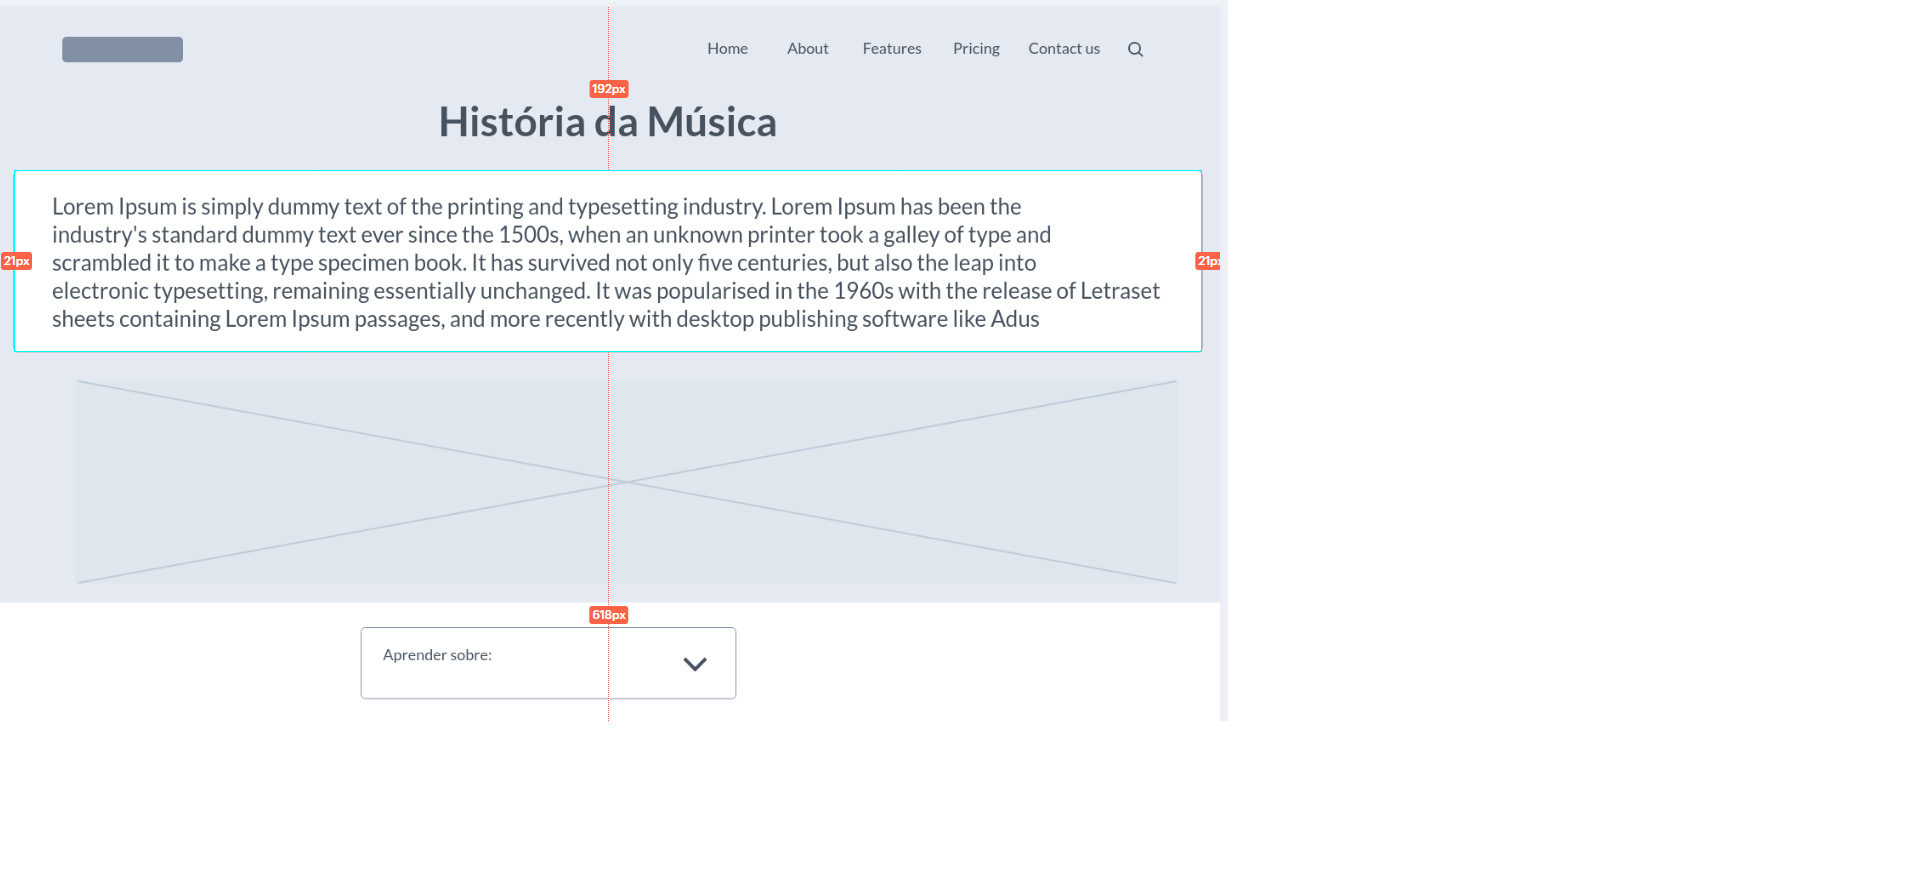 Home About Features Pricing Contact us
192px
História da Música
Lorem Ipsum is simply dummy text of the printing and typesetting industry. Lorem Ipsum has been the
industry's standard dummy text ever since the 1500s, when an unknown printer took a galley of type and
21px
scrambled it to make a type specimen book. It has survived not only five centuries, but also the leap into
21px
electronic typesetting, remaining essentially unchanged. It was popularised in the 1960s with the release of Letraset
sheets containing Lorem Ipsum passages, and more recently with desktop publishing software like Adus
618px
Aprender sobre: